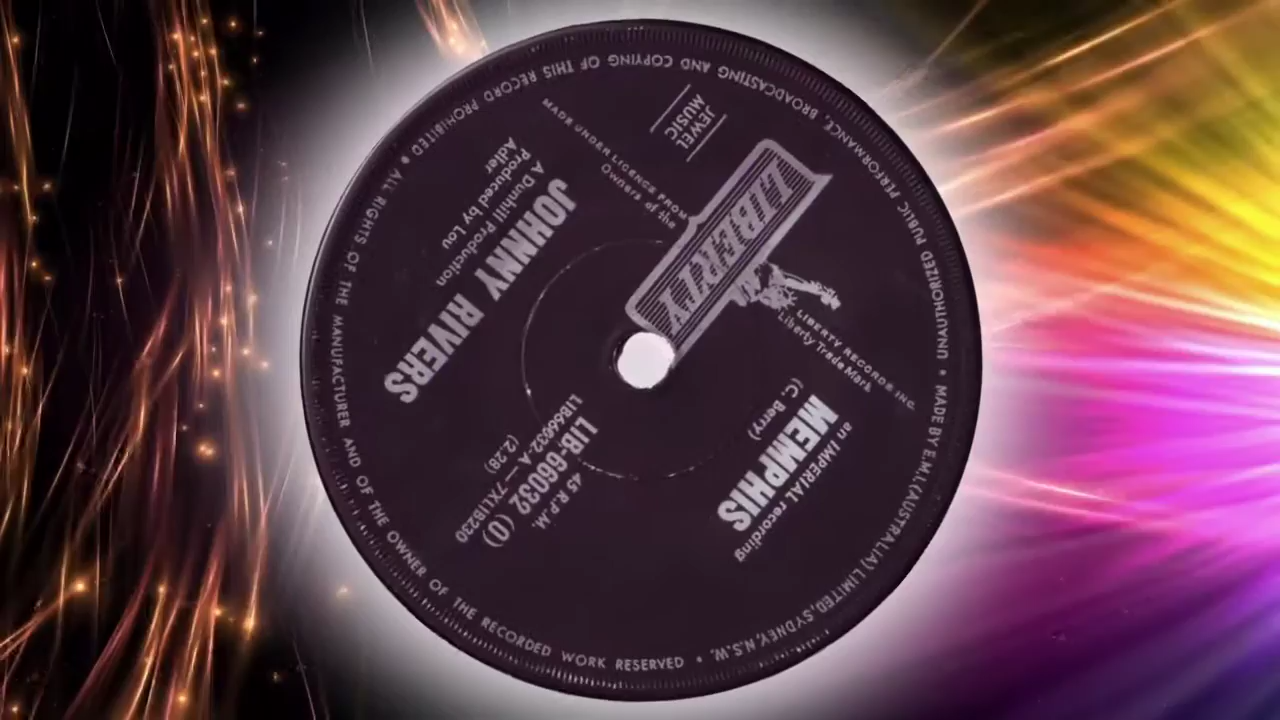 UNAUTHORIZED PUBLIC PERFORMANCE, BROADCASTING AND COPYING OF THIS RECORD PROHIBITED • ALL RIGHTS OF THE MANUFACTURER AND OF THE OWNER OF THE RECORDED WORK RESERVED • MADE BY E.M.I. (AUSTRALIA) LIMITED, SYDNEY, N.S.W. •
JEWEL
MUSIC
LIBERTY
MADE UNDER LICENCE FROM
Owners of the
LIBERTY RECORDS INC.
Liberty Trade Mark
an IMPERIAL recording
MEMPHIS
(C. Berry)
45 R.P.M.
LIB-66032 (O)
LIB66032-A — 7XLIB220
(2.28)
JOHNNY RIVERS
A Dunhill Production
Produced by Lou
Adler